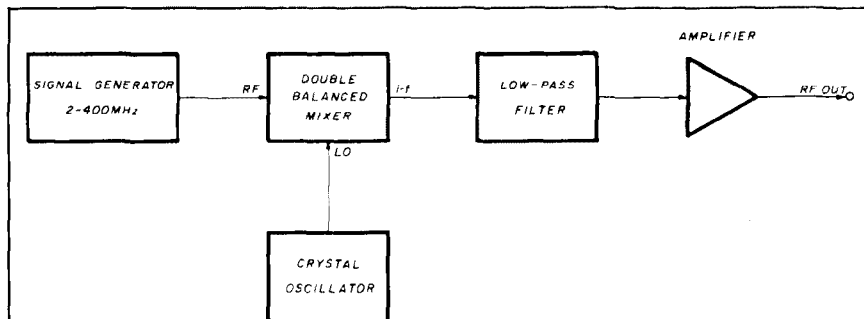 AMPLIFIER
SIGNAL GENERATOR
2-400MHz
RF
DOUBLE
BALANCED
MIXER
i-f
LOW-PASS
FILTER
RF OUT
LO
CRYSTAL
OSCILLATOR